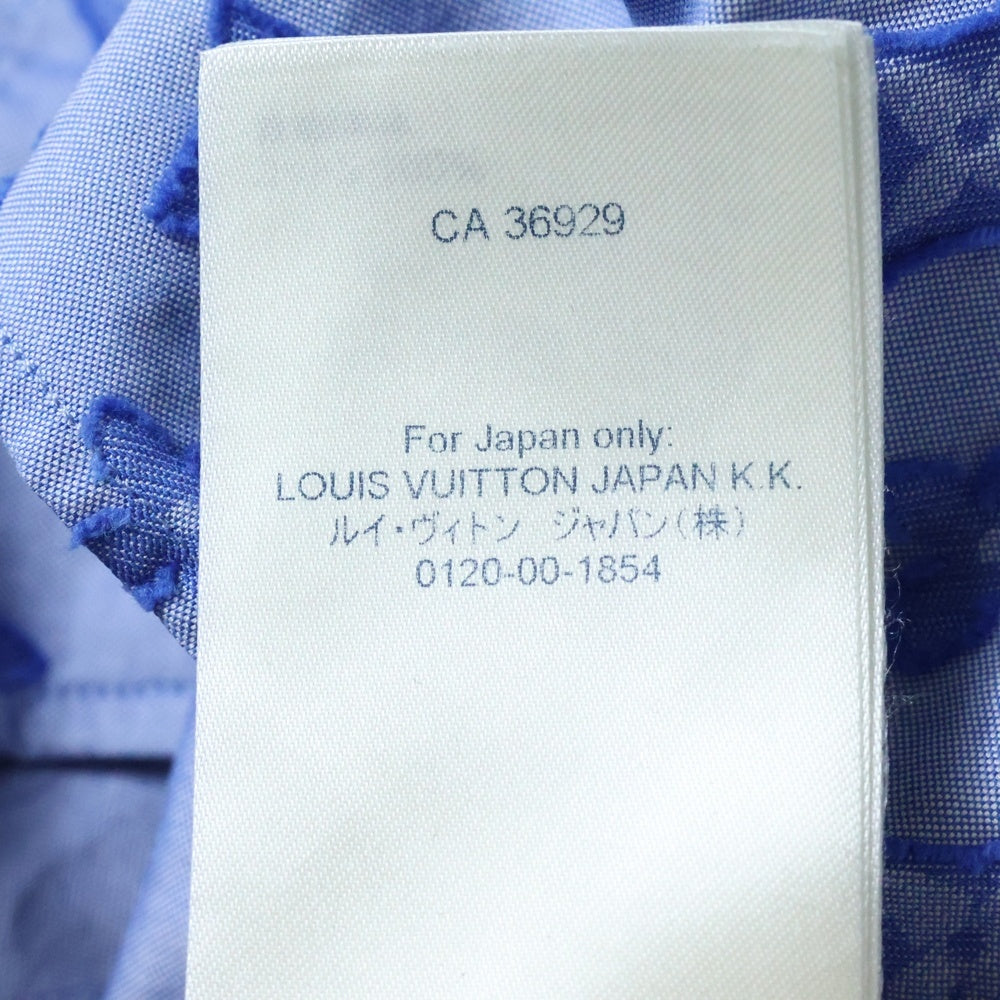 CA 36929
For Japan only:
LOUIS VUITTON JAPAN K.K.
ルイ・ヴィトン　ジャパン(株)
0120-00-1854